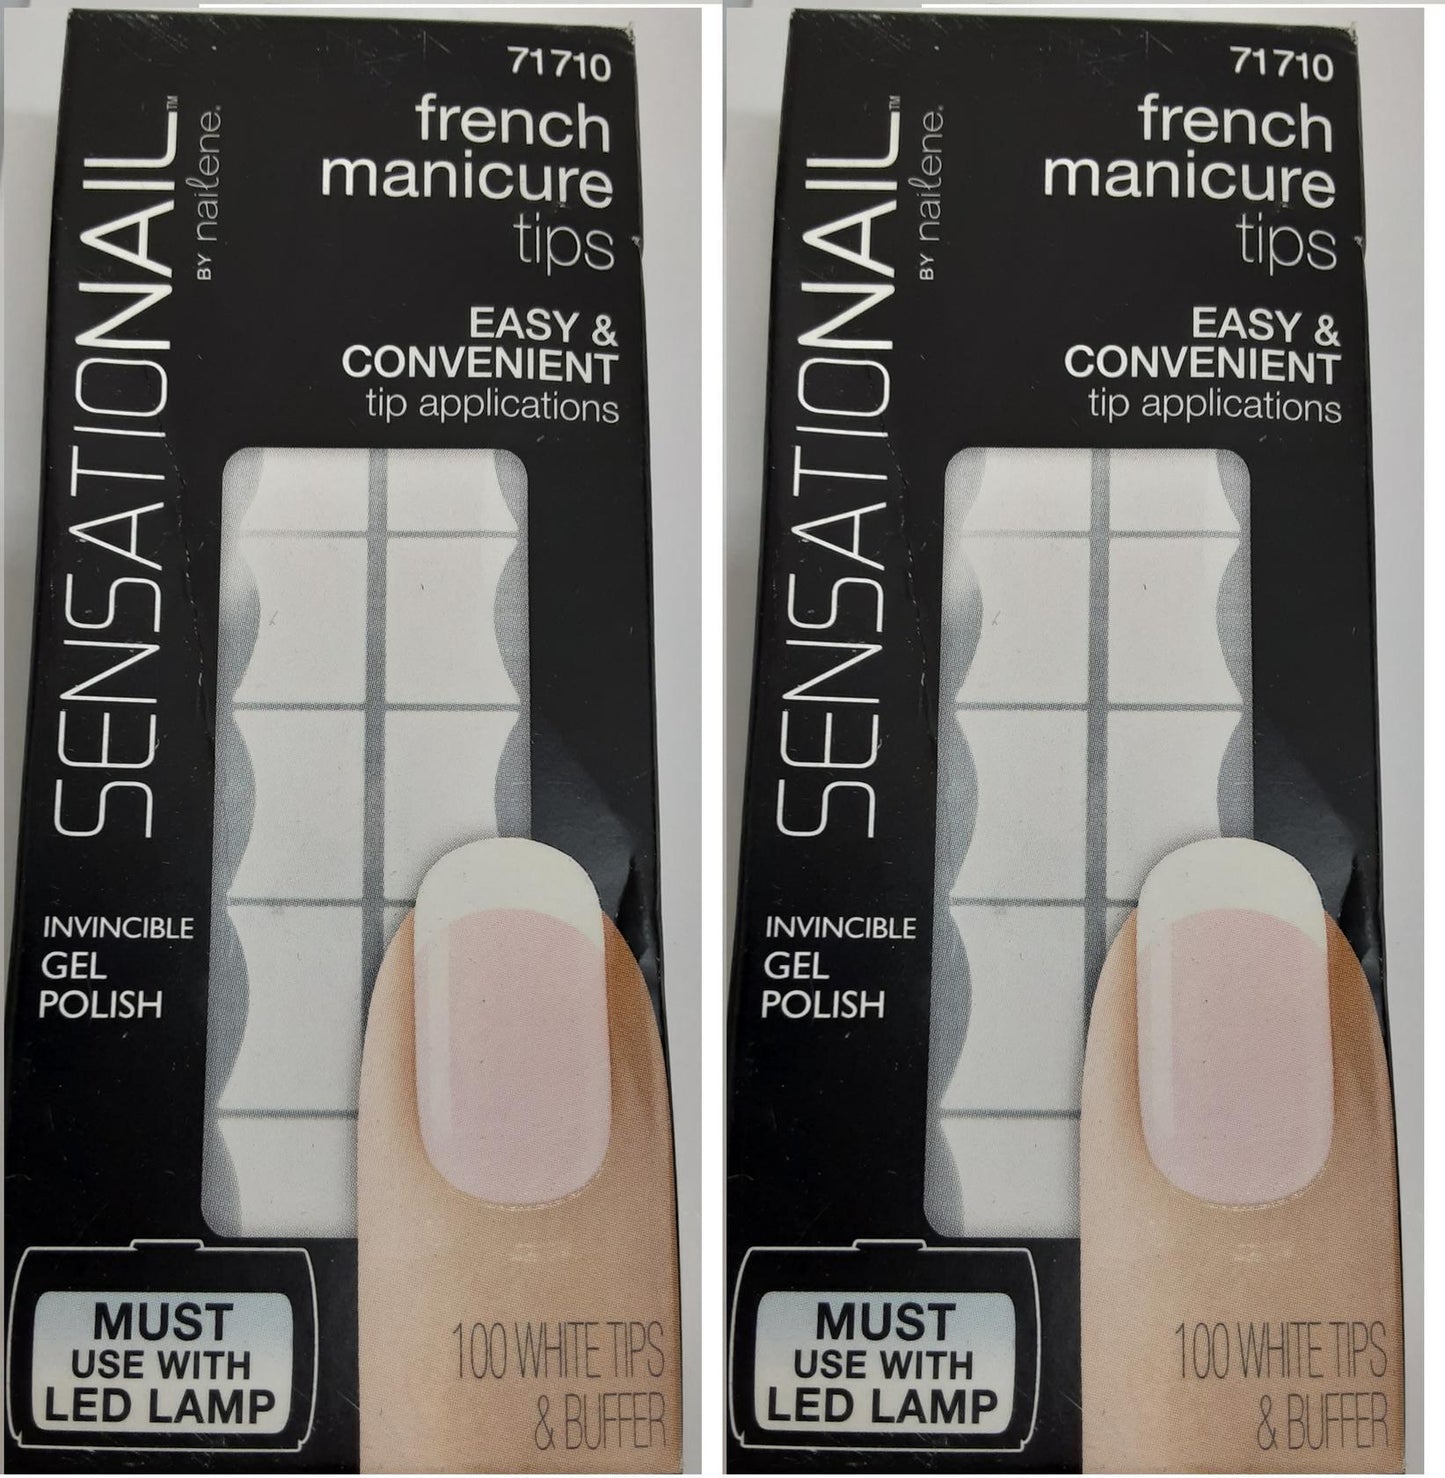 71710
french
manicure
tips
SENSATIONAIL™
BY nailene.
EASY &
CONVENIENT
tip applications
INVINCIBLE
GEL
POLISH
MUST
USE WITH
LED LAMP
100 WHITE TIPS
& BUFFER
71710
french
manicure
tips
SENSATIONAIL™
BY nailene.
EASY &
CONVENIENT
tip applications
INVINCIBLE
GEL
POLISH
MUST
USE WITH
LED LAMP
100 WHITE TIPS
& BUFFER